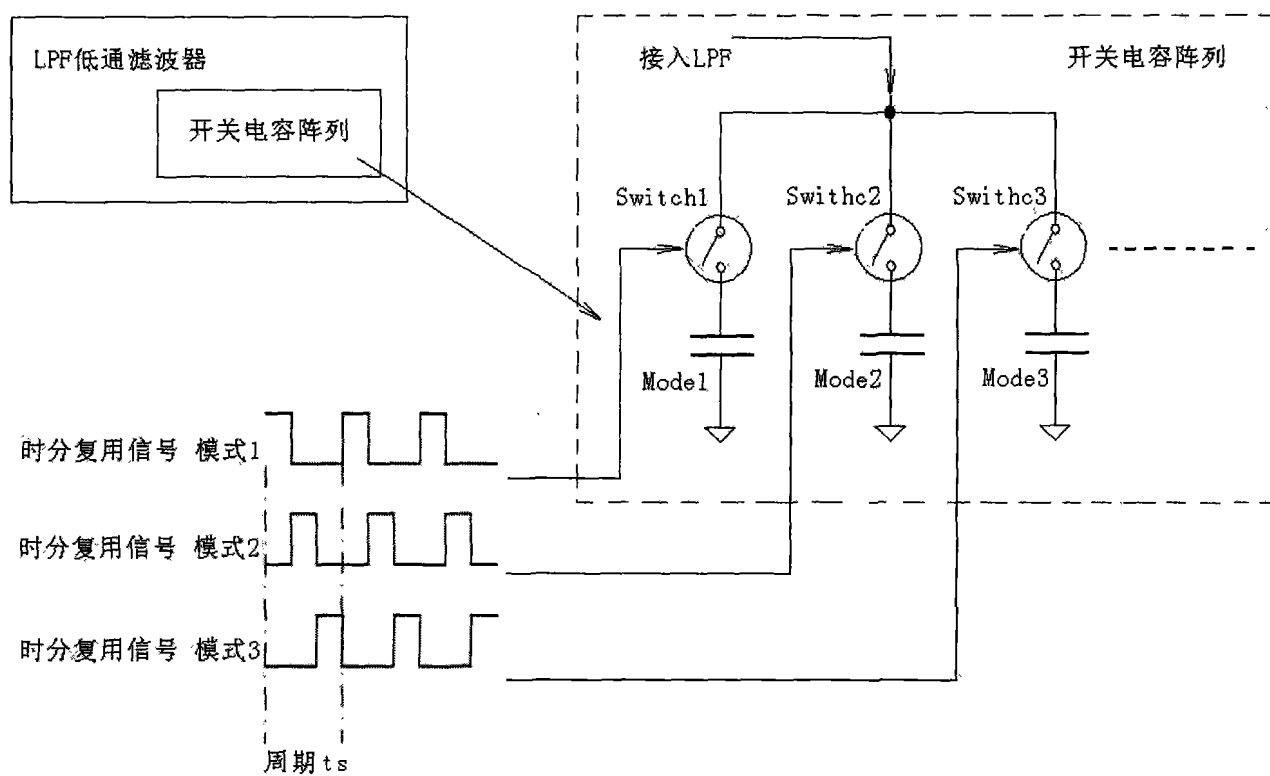 LPF低通滤波器
开关电容阵列
接入LPF
开关电容阵列
Switch1
Swithc2
Swithc3
Mode1
Mode2
Mode3
时分复用信号 模式1
时分复用信号 模式2
时分复用信号 模式3
周期ts